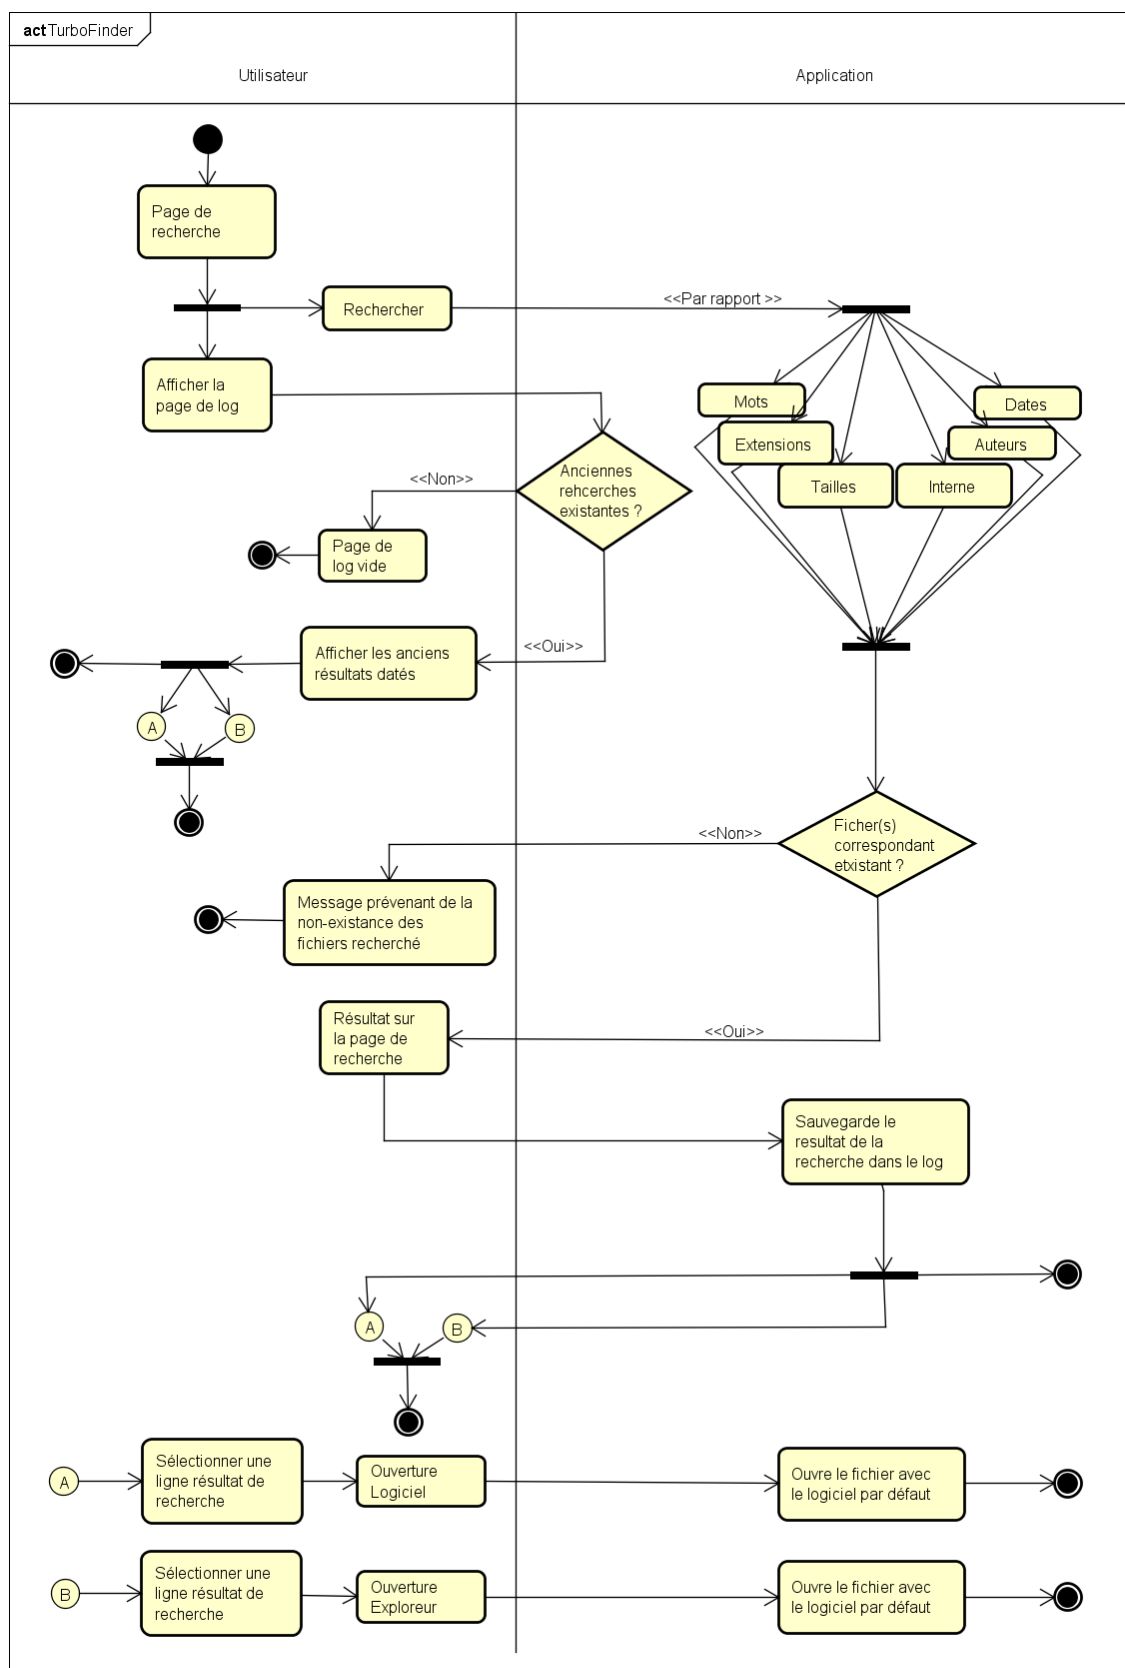 act TurboFinder
Utilisateur
Application
Page de
recherche
Rechercher
<<Par rapport >>
Afficher la
page de log
Mots
Dates
Extensions
Auteurs
Tailles
Interne
Anciennes
rehcerches
existantes ?
<<Non>>
Page de
log vide
<<Oui>>
Afficher les anciens
résultats datés
A
B
Ficher(s)
correspondant
etxistant ?
<<Non>>
Message prévenant de la
non-existance des
fichiers recherché
<<Oui>>
Résultat sur
la page de
recherche
Sauvegarde le
resultat de la
recherche dans le log
A
B
A
Sélectionner une
ligne résultat de
recherche
Ouverture
Logiciel
Ouvre le fichier avec
le logiciel par défaut
B
Sélectionner une
ligne résultat de
recherche
Ouverture
Exploreur
Ouvre le fichier avec
le logiciel par défaut